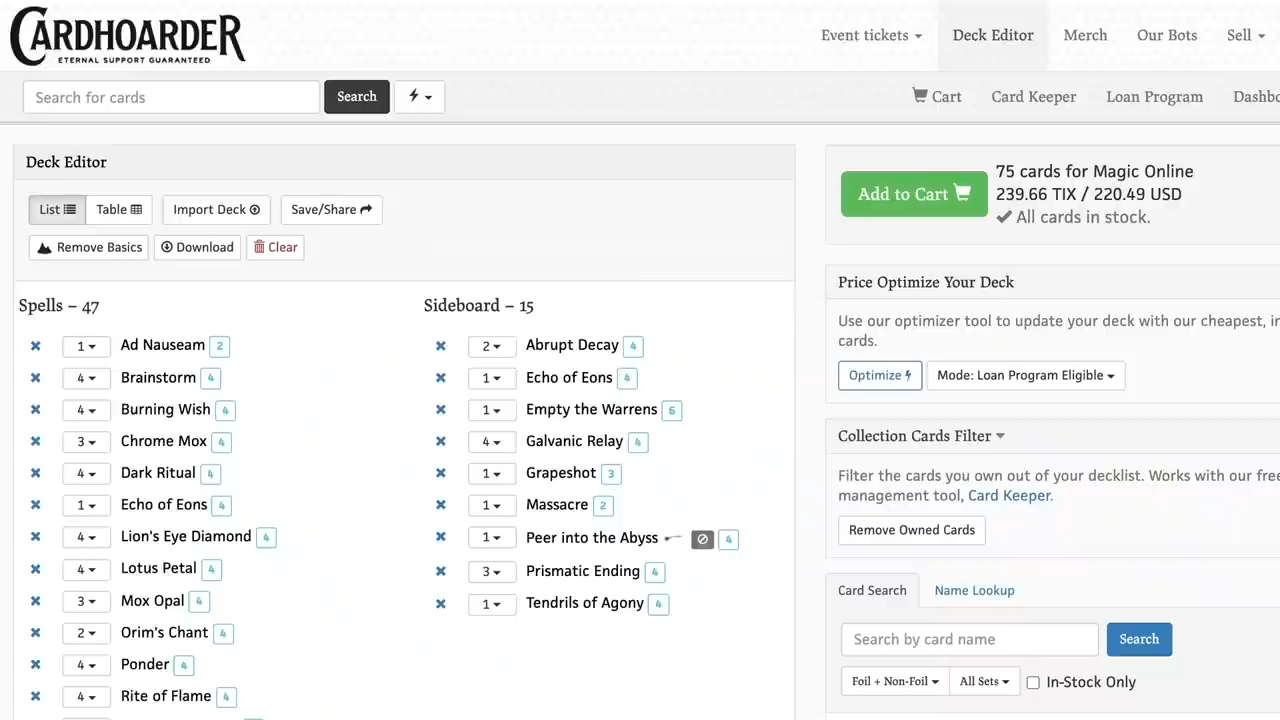 CARDHOARDER
ETERNAL SUPPORT GUARANTEED
Event tickets
Deck Editor
Merch
Our Bots
Sell
Search for cards
Search
Cart
Card Keeper
Loan Program
Dashbo
Deck Editor
List
Table
Import Deck
Save/Share
Remove Basics
Download
Clear
Spells – 47
1 Ad Nauseam 2
4 Brainstorm 4
4 Burning Wish 4
3 Chrome Mox 4
4 Dark Ritual 4
1 Echo of Eons 4
4 Lion's Eye Diamond 4
4 Lotus Petal 4
3 Mox Opal 4
2 Orim's Chant 4
4 Ponder 4
4 Rite of Flame 4
Sideboard – 15
2 Abrupt Decay 4
1 Echo of Eons 4
1 Empty the Warrens 6
4 Galvanic Relay 4
1 Grapeshot 3
1 Massacre 2
1 Peer into the Abyss 4
3 Prismatic Ending 4
1 Tendrils of Agony 4
Add to Cart
75 cards for Magic Online
239.66 TIX / 220.49 USD
All cards in stock.
Price Optimize Your Deck
Use our optimizer tool to update your deck with our cheapest, in
cards.
Optimize
Mode: Loan Program Eligible
Collection Cards Filter
Filter the cards you own out of your decklist. Works with our free
management tool, Card Keeper.
Remove Owned Cards
Card Search
Name Lookup
Search by card name
Search
Foil + Non-Foil
All Sets
In-Stock Only